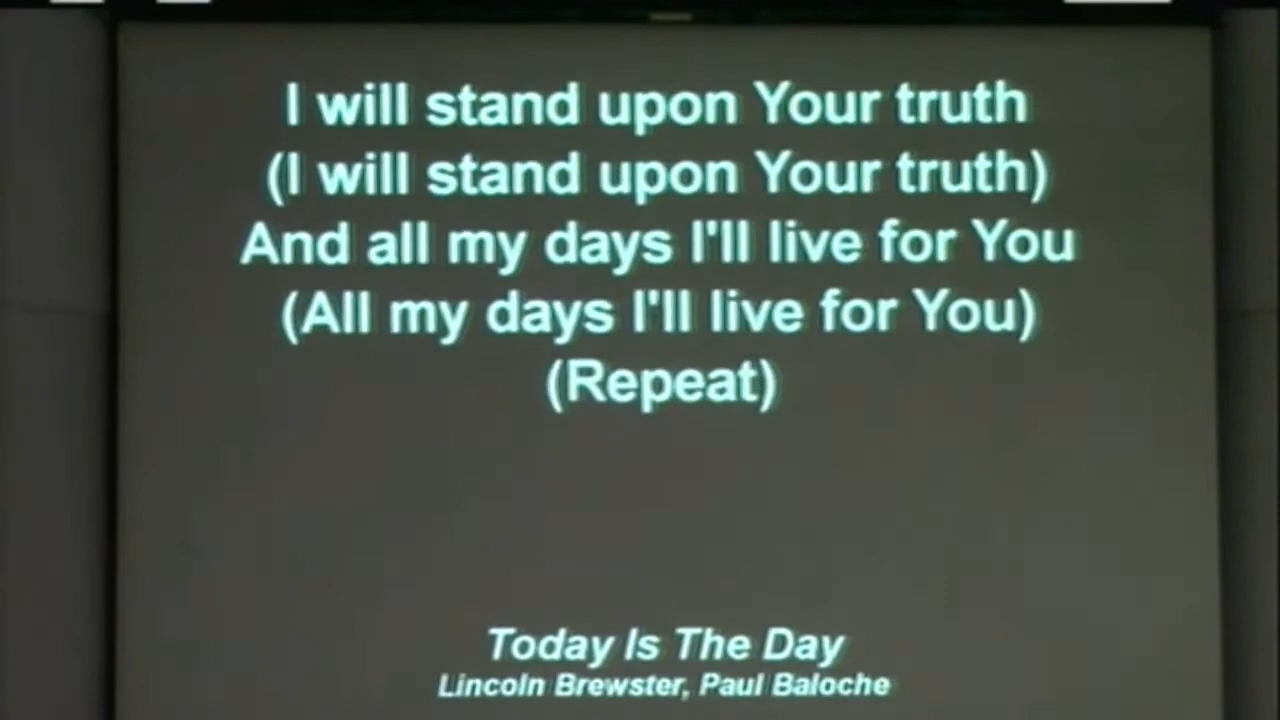 I will stand upon Your truth
(I will stand upon Your truth)
And all my days I'll live for You
(All my days I'll live for You)
(Repeat)
Today Is The Day
Lincoln Brewster, Paul Baloche